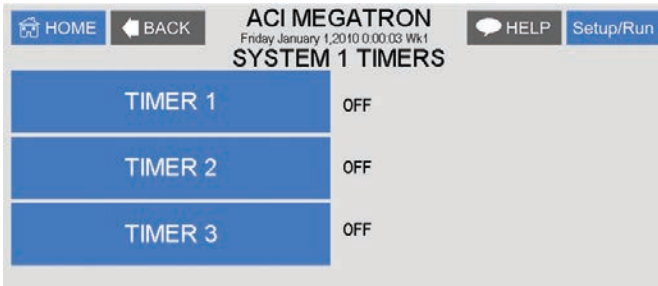 HOME BACK ACI MEGATRON HELP Setup/Run
Friday January 1,2010 0:00:03 Wk1
SYSTEM 1 TIMERS
TIMER 1 OFF
TIMER 2 OFF
TIMER 3 OFF